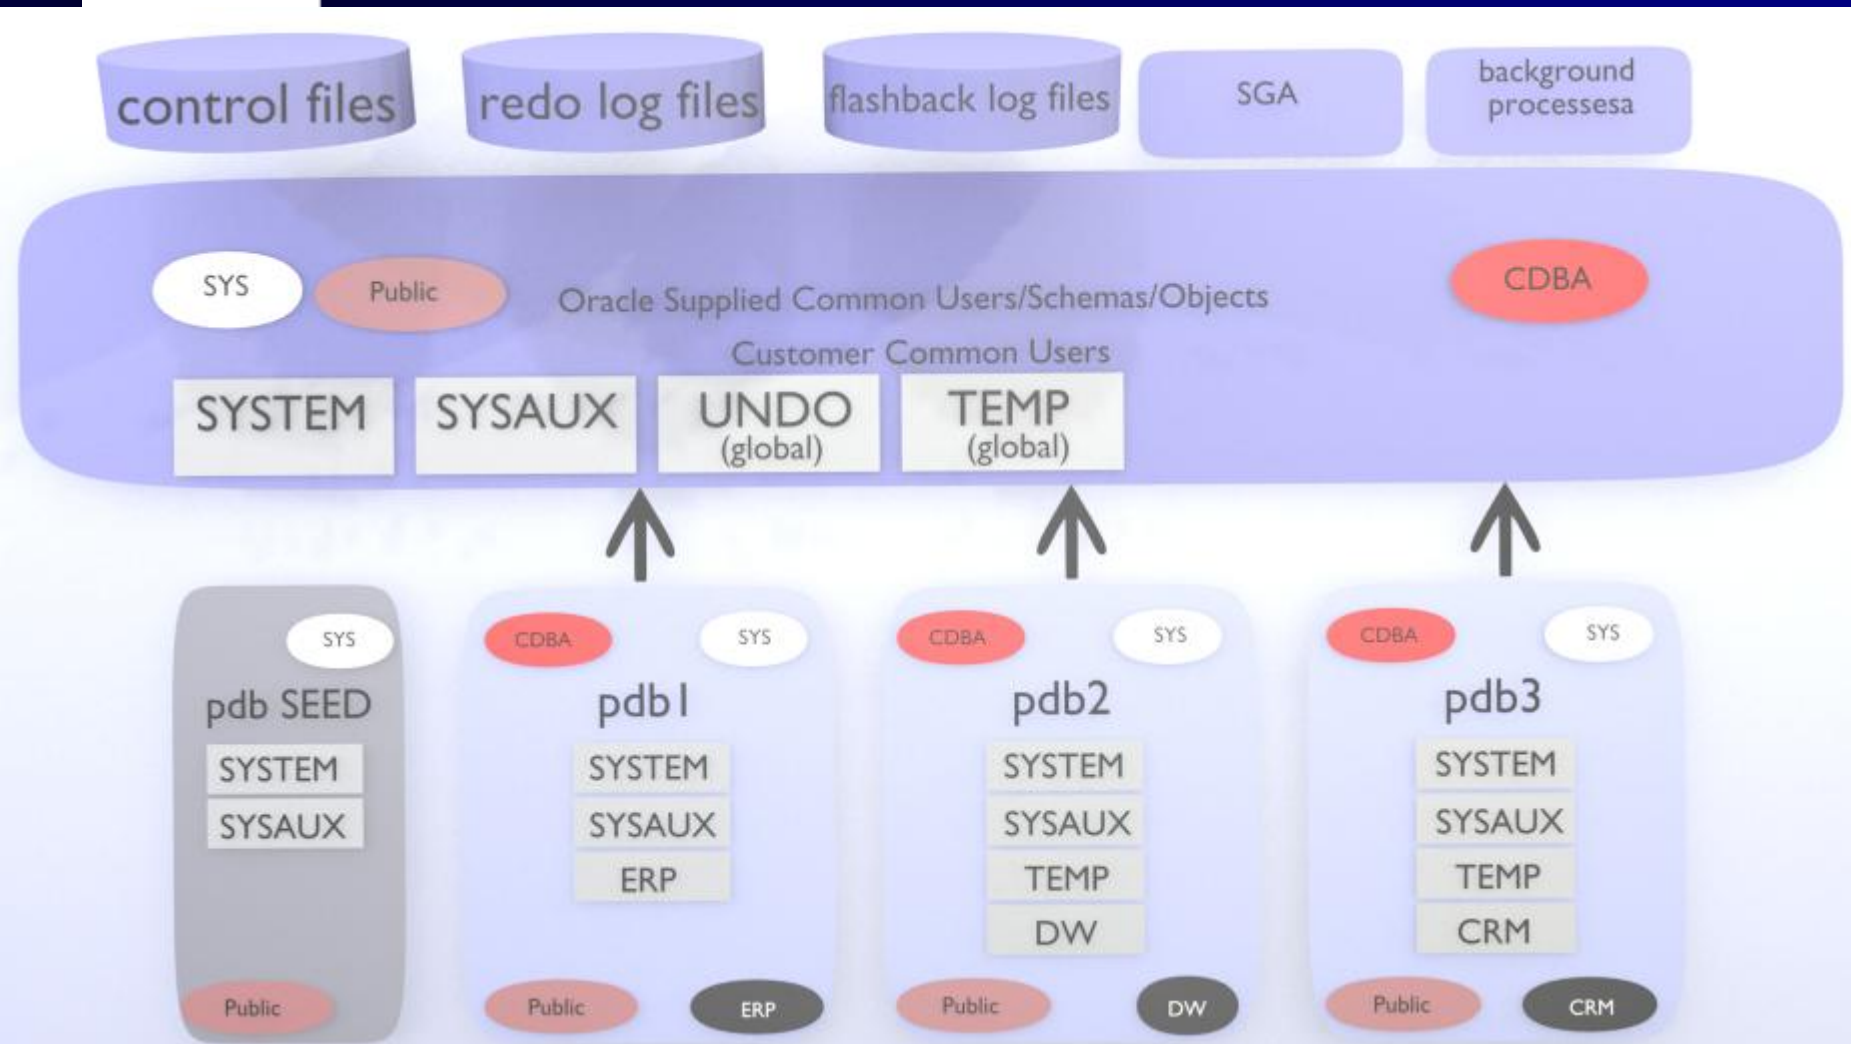 control files
redo log files
flashback log files
SGA
background
processesa
SYS
Public
Oracle Supplied Common Users/Schemas/Objects
CDBA
Customer Common Users
SYSTEM
SYSAUX
UNDO
(global)
TEMP
(global)
SYS
pdb SEED
SYSTEM
SYSAUX
Public
CDBA
SYS
pdb1
SYSTEM
SYSAUX
ERP
Public
ERP
CDBA
SYS
pdb2
SYSTEM
SYSAUX
TEMP
DW
Public
DW
CDBA
SYS
pdb3
SYSTEM
SYSAUX
TEMP
CRM
Public
CRM